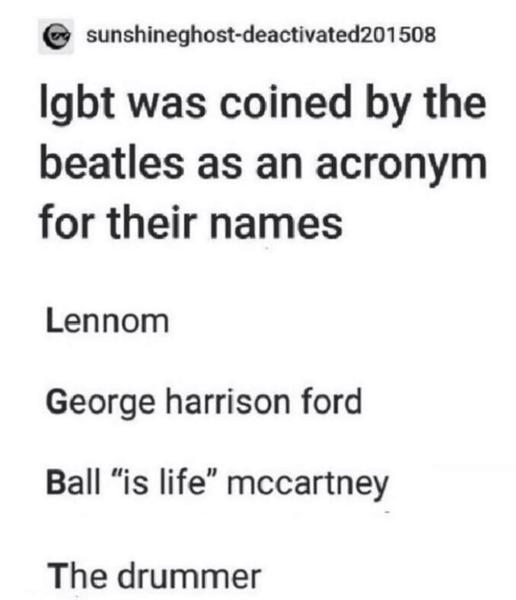 sunshineghost-deactivated201508
lgbt was coined by the
beatles as an acronym
for their names
Lennom
George harrison ford
Ball “is life” mccartney
The drummer